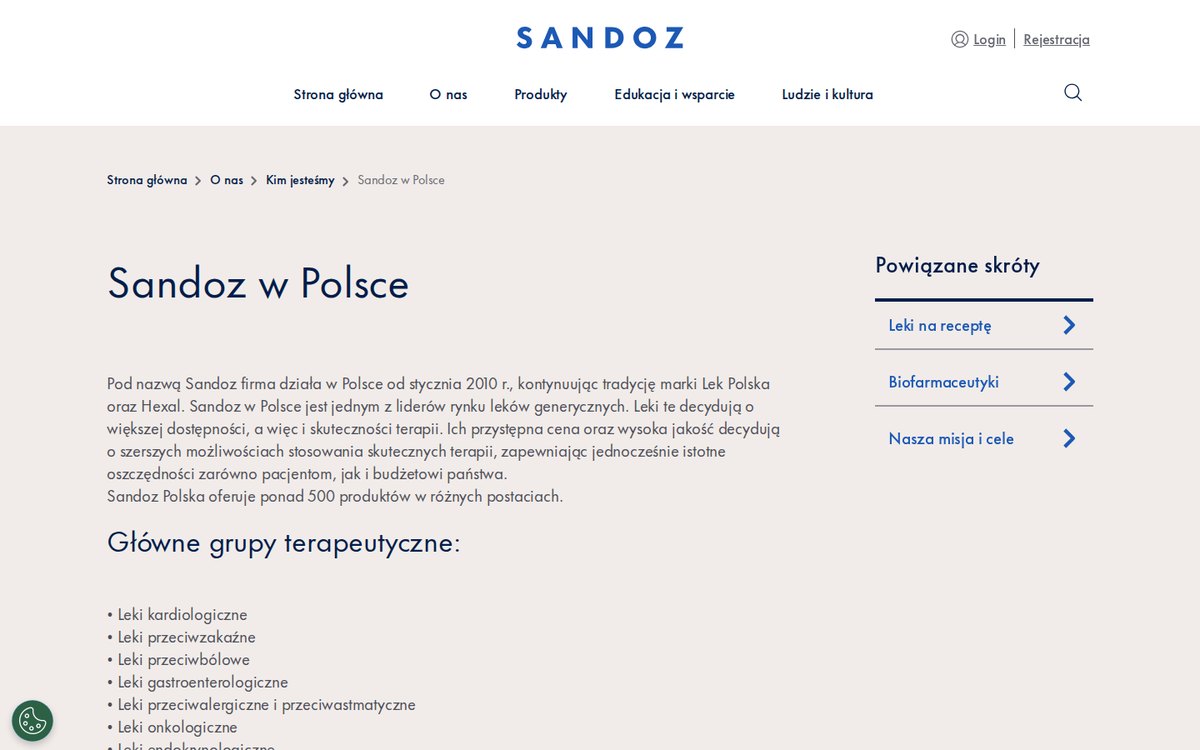 SANDOZ
Login
Rejestracja
Strona główna
O nas
Produkty
Edukacja i wsparcie
Ludzie i kultura
Strona główna > O nas > Kim jesteśmy > Sandoz w Polsce
Sandoz w Polsce
Pod nazwą Sandoz firma działa w Polsce od stycznia 2010 r., kontynuując tradycję marki Lek Polska
oraz Hexal. Sandoz w Polsce jest jednym z liderów rynku leków generycznych. Leki te decydują o
większej dostępności, a więc i skuteczności terapii. Ich przystępna cena oraz wysoka jakość decydują
o szerszych możliwościach stosowania skutecznych terapii, zapewniając jednocześnie istotne
oszczędności zarówno pacjentom, jak i budżetowi państwa.
Sandoz Polska oferuje ponad 500 produktów w różnych postaciach.
Główne grupy terapeutyczne:
• Leki kardiologiczne
• Leki przeciwzakaźne
• Leki przeciwbólowe
• Leki gastroenterologiczne
• Leki przeciwalergiczne i przeciwastmatyczne
• Leki onkologiczne
• Leki endokrynologiczne
Powiązane skróty
Leki na receptę
Biofarmaceutyki
Nasza misja i cele